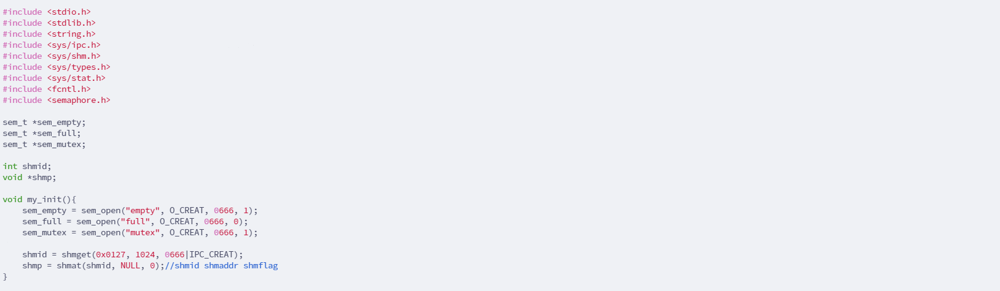 #include <stdio.h>
#include <stdlib.h>
#include <string.h>
#include <sys/ipc.h>
#include <sys/shm.h>
#include <sys/types.h>
#include <sys/stat.h>
#include <fcntl.h>
#include <semaphore.h>

sem_t *sem_empty;
sem_t *sem_full;
sem_t *sem_mutex;

int shmid;
void *shmp;

void my_init(){
    sem_empty = sem_open("empty", O_CREAT, 0666, 1);
    sem_full = sem_open("full", O_CREAT, 0666, 0);
    sem_mutex = sem_open("mutex", O_CREAT, 0666, 1);

    shmid = shmget(0x0127, 1024, 0666|IPC_CREAT);
    shmp = shmat(shmid, NULL, 0);//shmid shmaddr shmflag
}